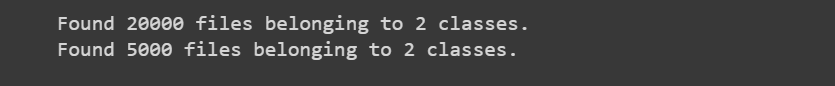 Found 20000 files belonging to 2 classes.
Found 5000 files belonging to 2 classes.